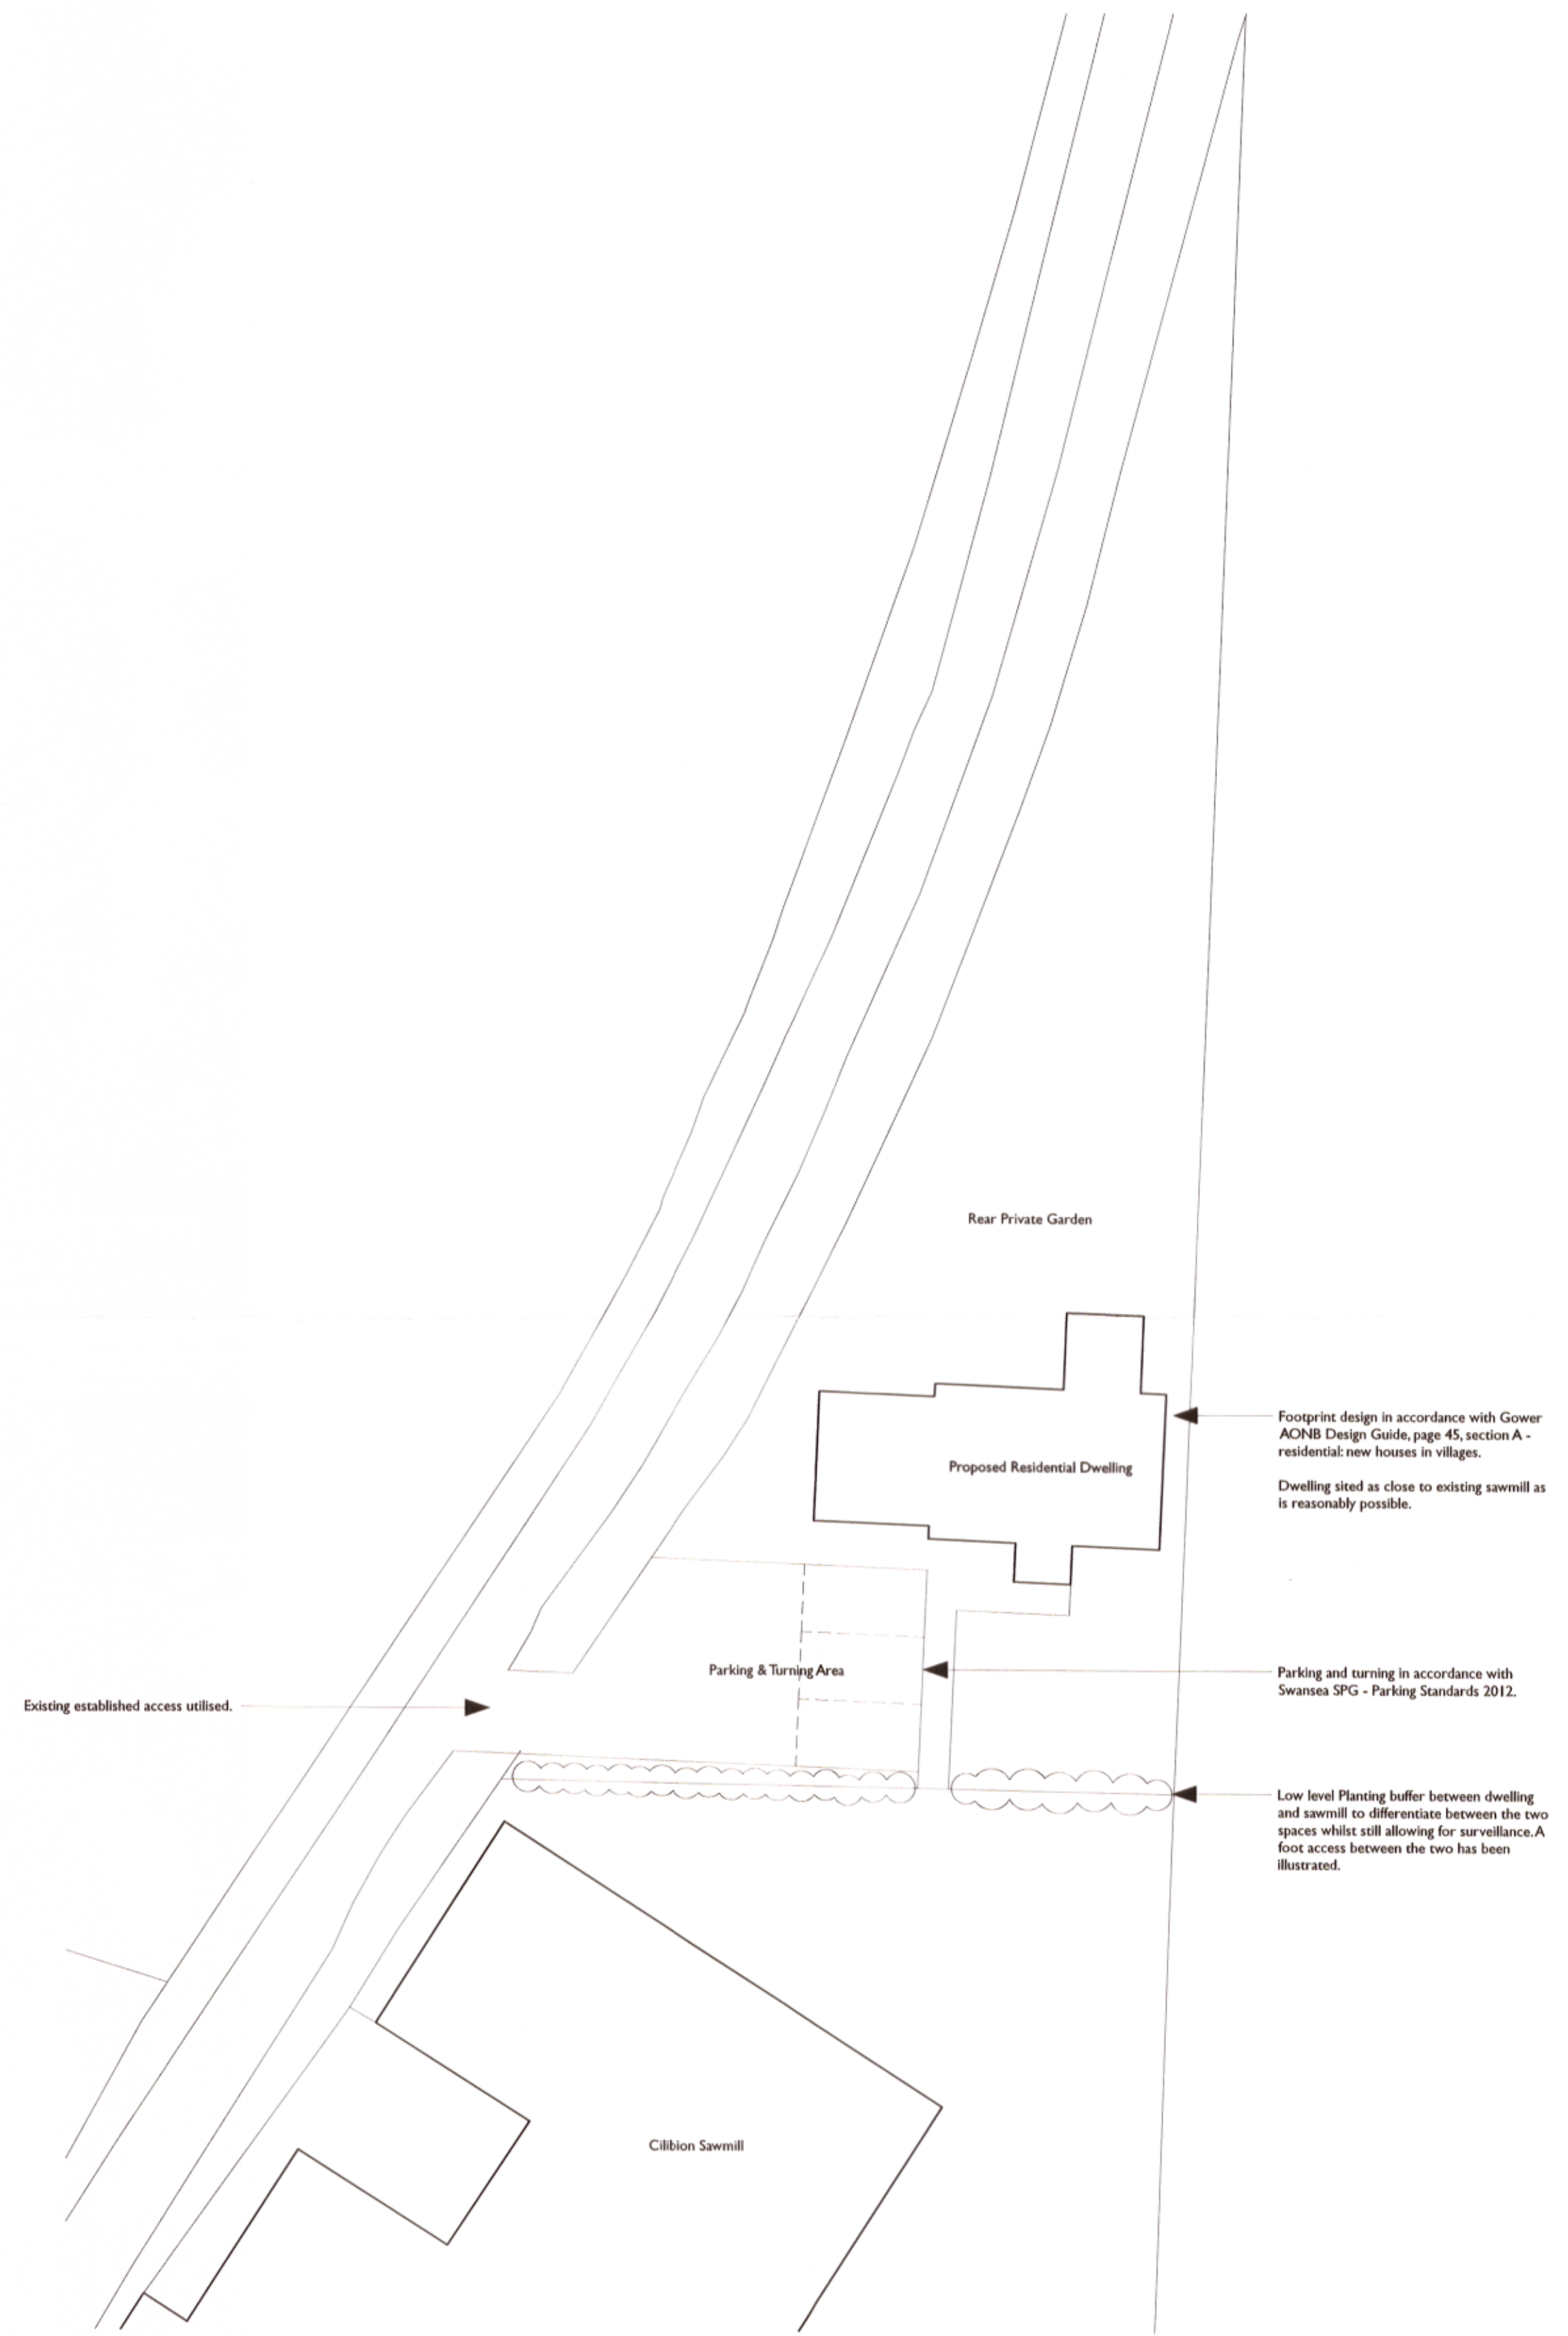 Rear Private Garden
Footprint design in accordance with Gower
AONB Design Guide, page 45, section A -
residential: new houses in villages.
Dwelling sited as close to existing sawmill as
is reasonably possible.
Proposed Residential Dwelling
Parking & Turning Area
Parking and turning in accordance with
Swansea SPG - Parking Standards 2012.
Existing established access utilised.
Low level Planting buffer between dwelling
and sawmill to differentiate between the two
spaces whilst still allowing for surveillance. A
foot access between the two has been
illustrated.
Cilibion Sawmill